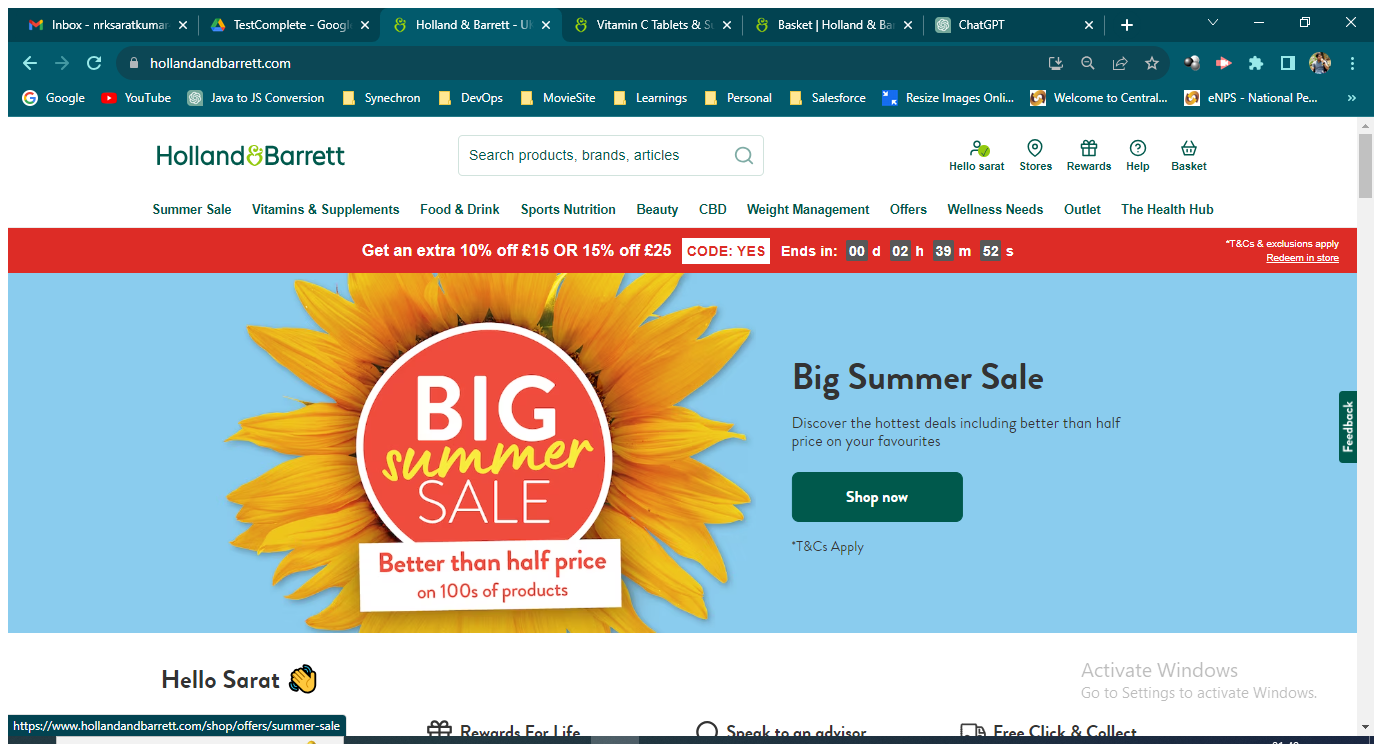 Inbox - nrksaratkumar
TestComplete - Googl
Holland & Barrett - U
Vitamin C Tablets & S
Basket | Holland & Ba
ChatGPT
hollandandbarrett.com
Google
YouTube
Java to JS Conversion
Synechron
DevOps
MovieSite
Learnings
Personal
Salesforce
Resize Images Onli...
Welcome to Central...
eNPS - National Pe...
»
Holland&Barrett
Search products, brands, articles
Hello sarat
Stores
Rewards
Help
Basket
Summer Sale
Vitamins & Supplements
Food & Drink
Sports Nutrition
Beauty
CBD
Weight Management
Offers
Wellness Needs
Outlet
The Health Hub
Get an extra 10% off £15 OR 15% off £25 CODE: YES Ends in: 00 d 02 h 39 m 52 s
*T&Cs & exclusions apply
Redeem in store
BIG
summer
SALE
Better than half price
on 100s of products
Big Summer Sale
Discover the hottest deals including better than half
price on your favourites
Shop now
*T&Cs Apply
Feedback
Hello Sarat
Activate Windows
Go to Settings to activate Windows.
https://www.hollandandbarrett.com/shop/offers/summer-sale
Rewards For Life
Speak to an advisor
Free Click & Collect